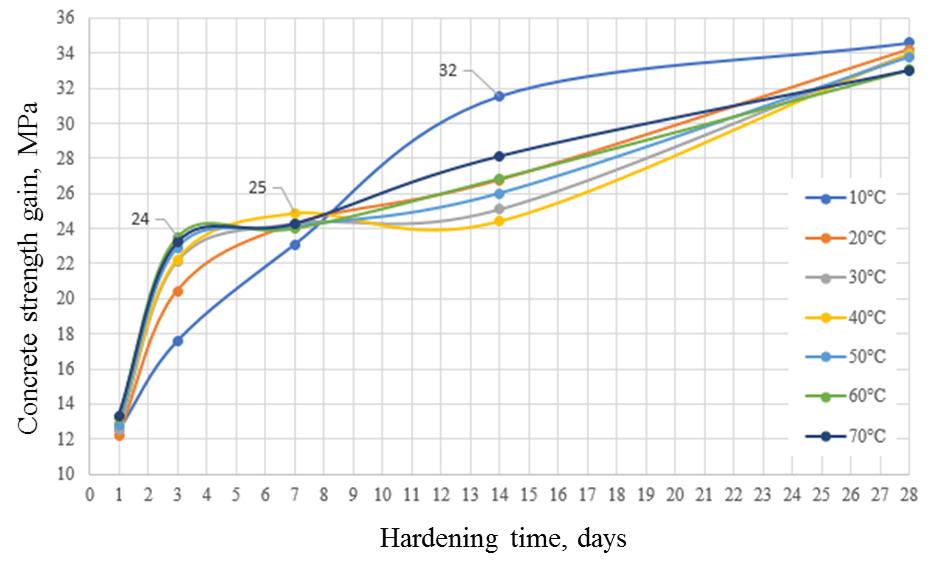 Concrete strength gain, MPa
36
34
32
30
28
26
24
22
20
18
16
14
12
10
24
25
32
10°C
20°C
30°C
40°C
50°C
60°C
70°C
0 1 2 3 4 6 7 8 9 10 11 12 13 14 15 16 17 18 19 20 21 22 23 24 25 27 28
Hardening time, days